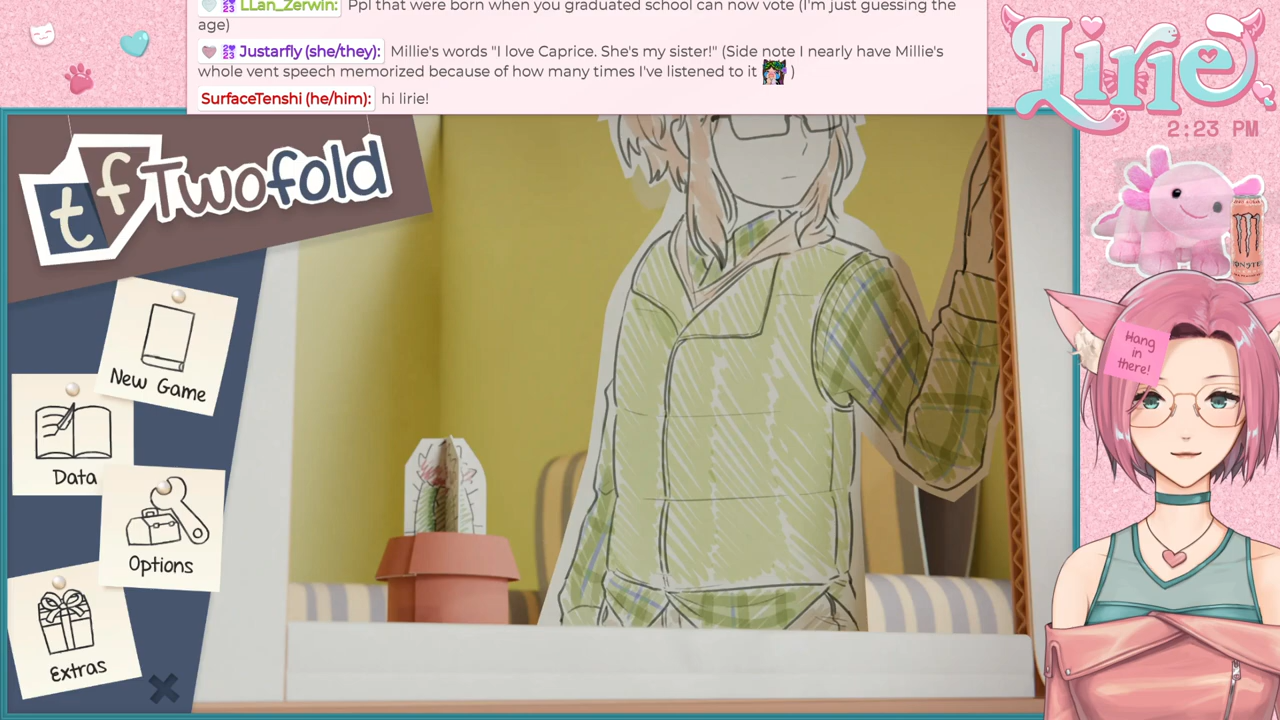 LLan_Zerwin: Ppl that were born when you graduated school can now vote (I'm just guessing the
age)
Justarfly (she/they): Millie's words "I love Caprice. She's my sister!" (Side note I nearly have Millie's
whole vent speech memorized because of how many times I've listened to it )
SurfaceTenshi (he/him): hi lirie!
Lirie
2:23 PM
tf Twofold
New Game
Data
Options
Extras
Hang
in
there!